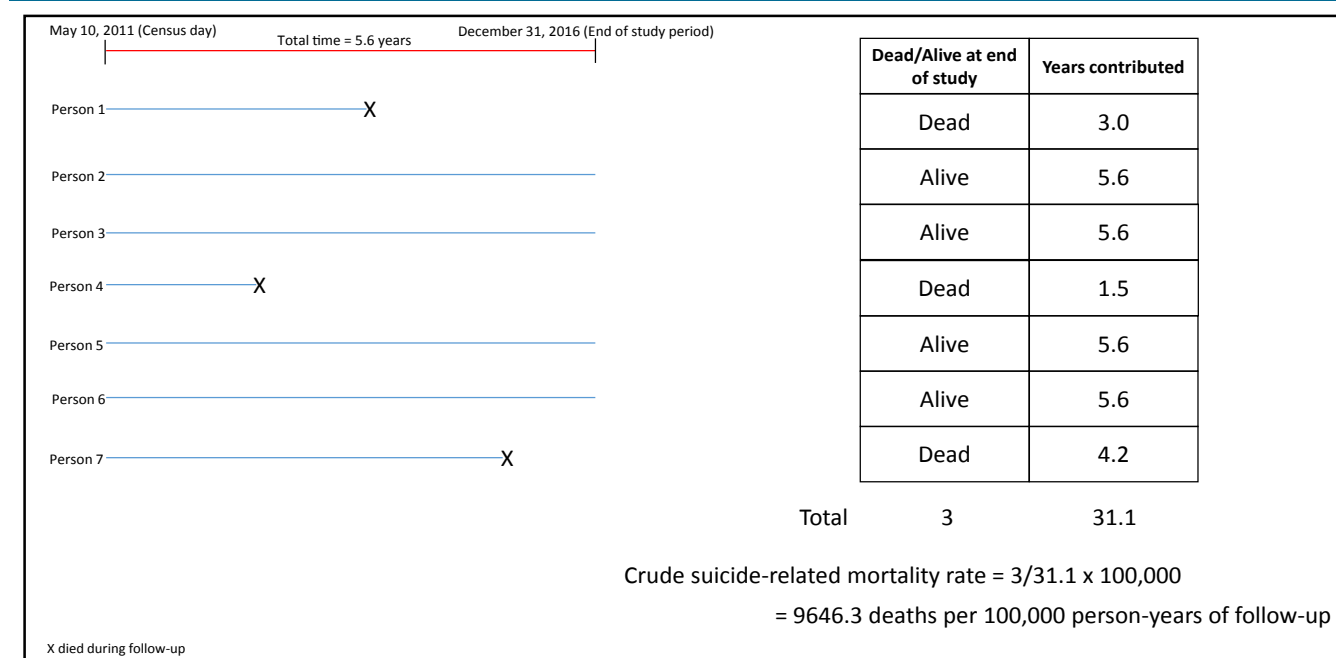 May 10, 2011 (Census day)
Total time = 5.6 years
December 31, 2016 (End of study period)
Person 1
X
Person 2
Person 3
Person 4
X
Person 5
Person 6
Person 7
X
X died during follow-up
Dead/Alive at end
of study
Years contributed
Dead 3.0
Alive 5.6
Alive 5.6
Dead 1.5
Alive 5.6
Alive 5.6
Dead 4.2
Total 3 31.1
Crude suicide-related mortality rate = 3/31.1 x 100,000
= 9646.3 deaths per 100,000 person-years of follow-up